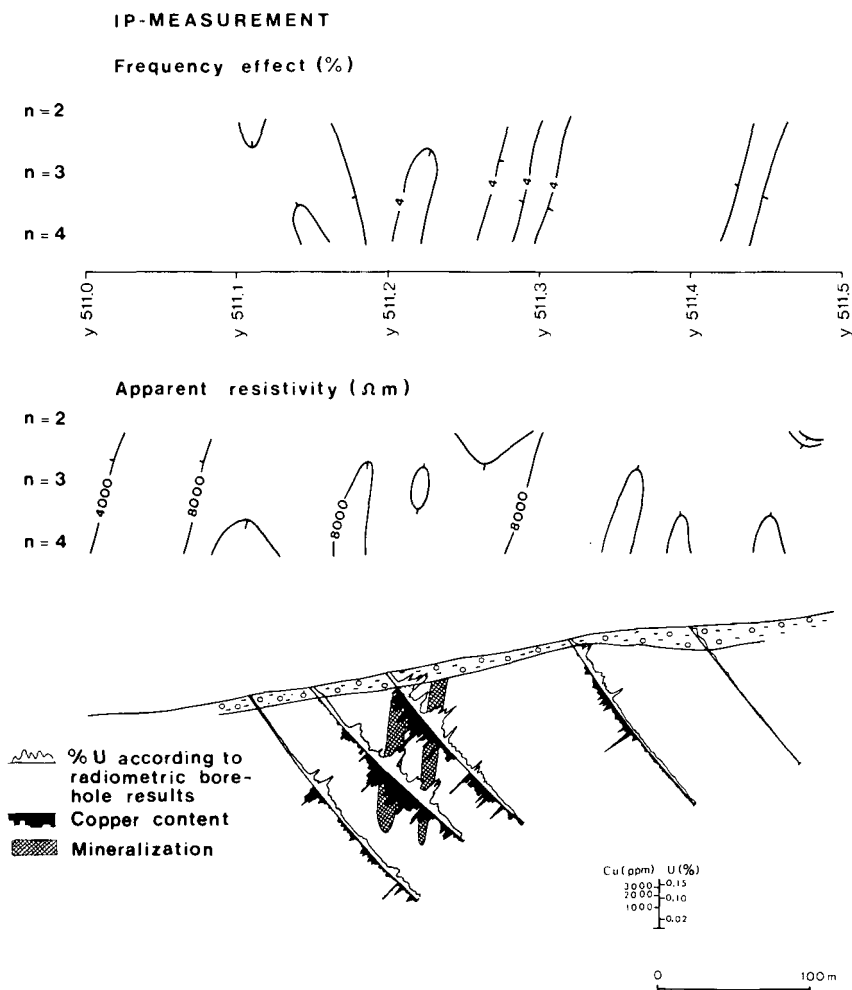 IP-MEASUREMENT
Frequency effect (%)
n=2
n=3
n=4
4
4
4
4
y 511.0
y 511.1
y 511.2
y 511.3
y 511.4
y 511.5
Apparent resistivity (Ωm)
n=2
n=3
n=4
4000
8000
8000
8000
% U according to
radiometric bore-
hole results
Copper content
Mineralization
Cu(ppm) U(%)
3000 0.15
2000 0.10
1000
0.02
0 100m